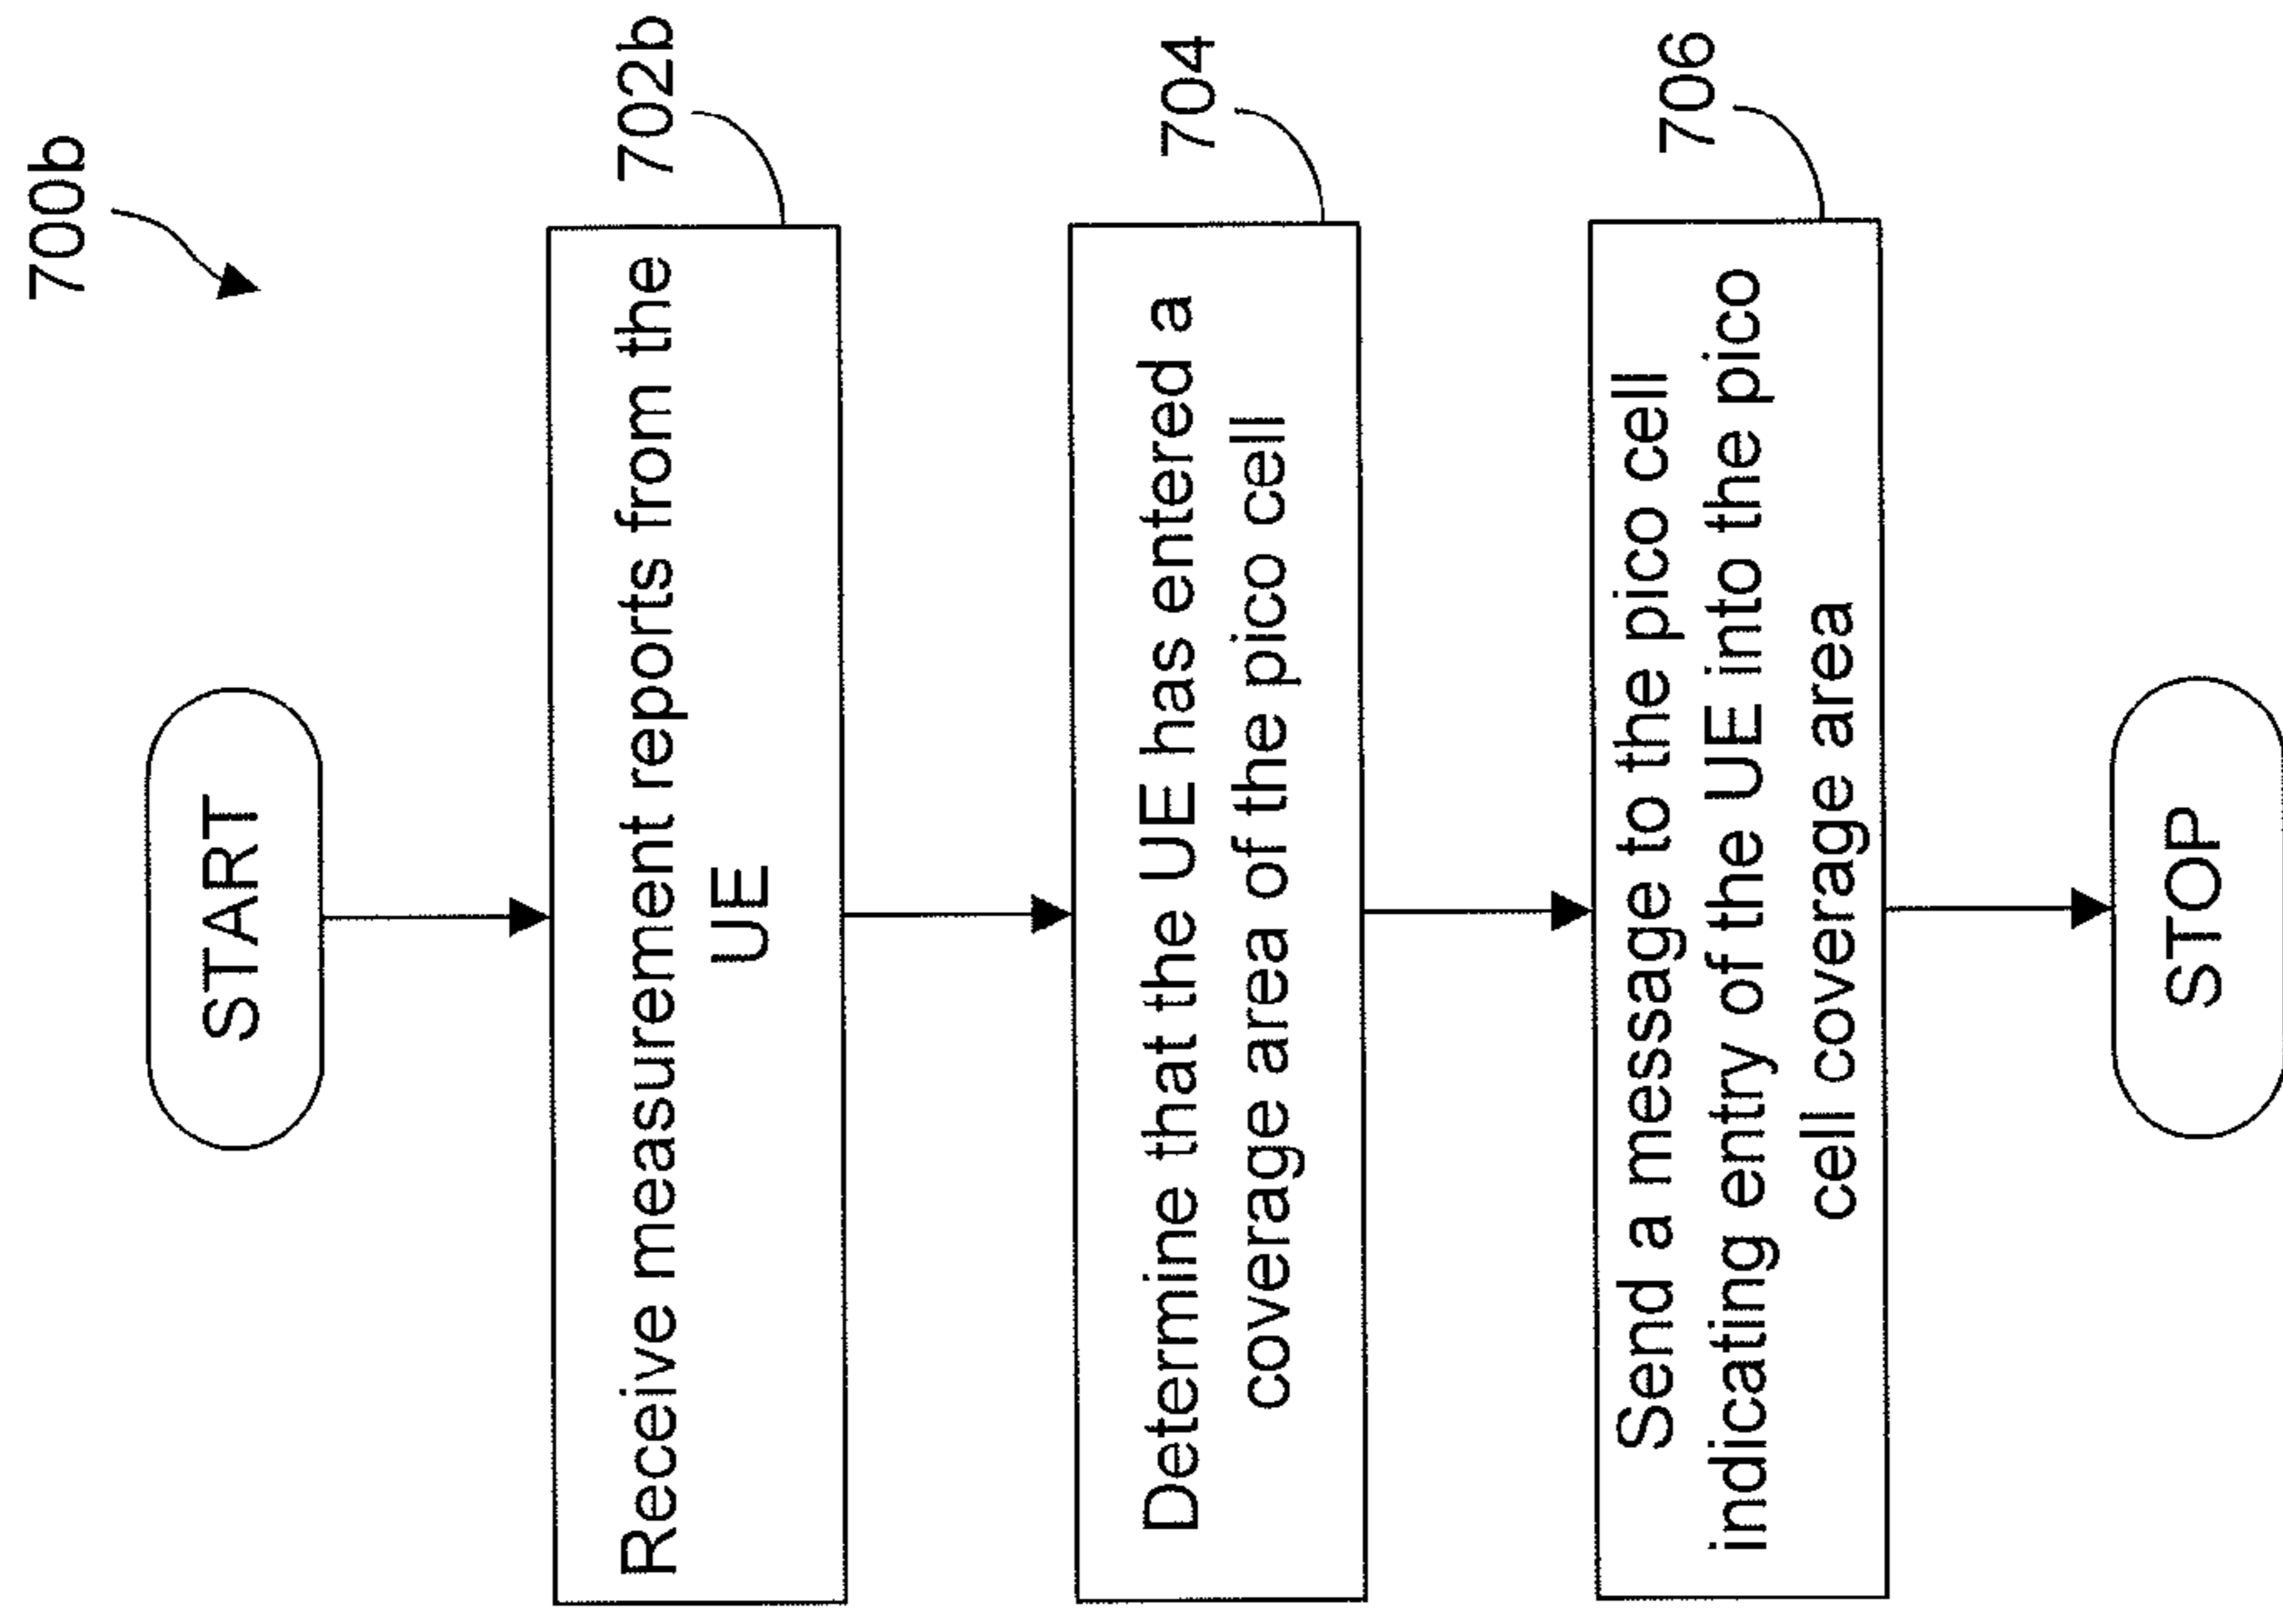 700b
START
Receive measurement reports from the
UE
702b
Determine that the UE has entered a
coverage area of the pico cell
704
Send a message to the pico cell
indicating entry of the UE into the pico
cell coverage area
706
STOP